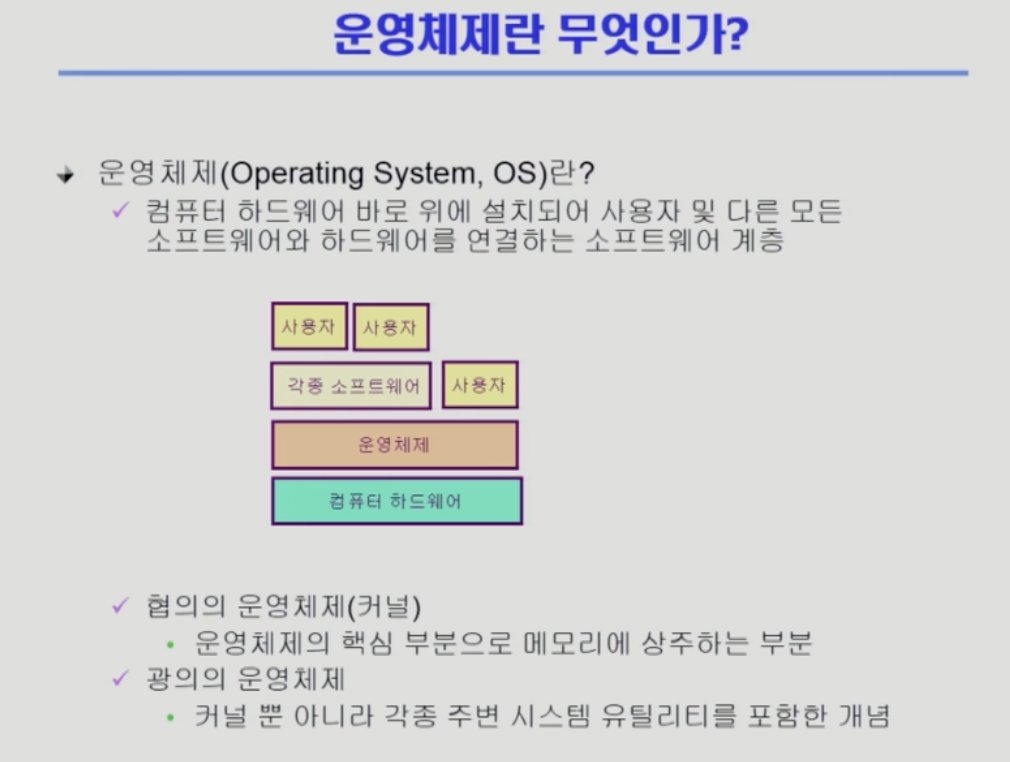 운영체제란 무엇인가?
운영체제(Operating System, OS)란?
컴퓨터 하드웨어 바로 위에 설치되어 사용자 및 다른 모든
소프트웨어와 하드웨어를 연결하는 소프트웨어 계층
사용자 사용자
각종 소프트웨어 사용자
운영체제
컴퓨터 하드웨어
협의의 운영체제(커널)
운영체제의 핵심 부분으로 메모리에 상주하는 부분
광의의 운영체제
커널 뿐 아니라 각종 주변 시스템 유틸리티를 포함한 개념